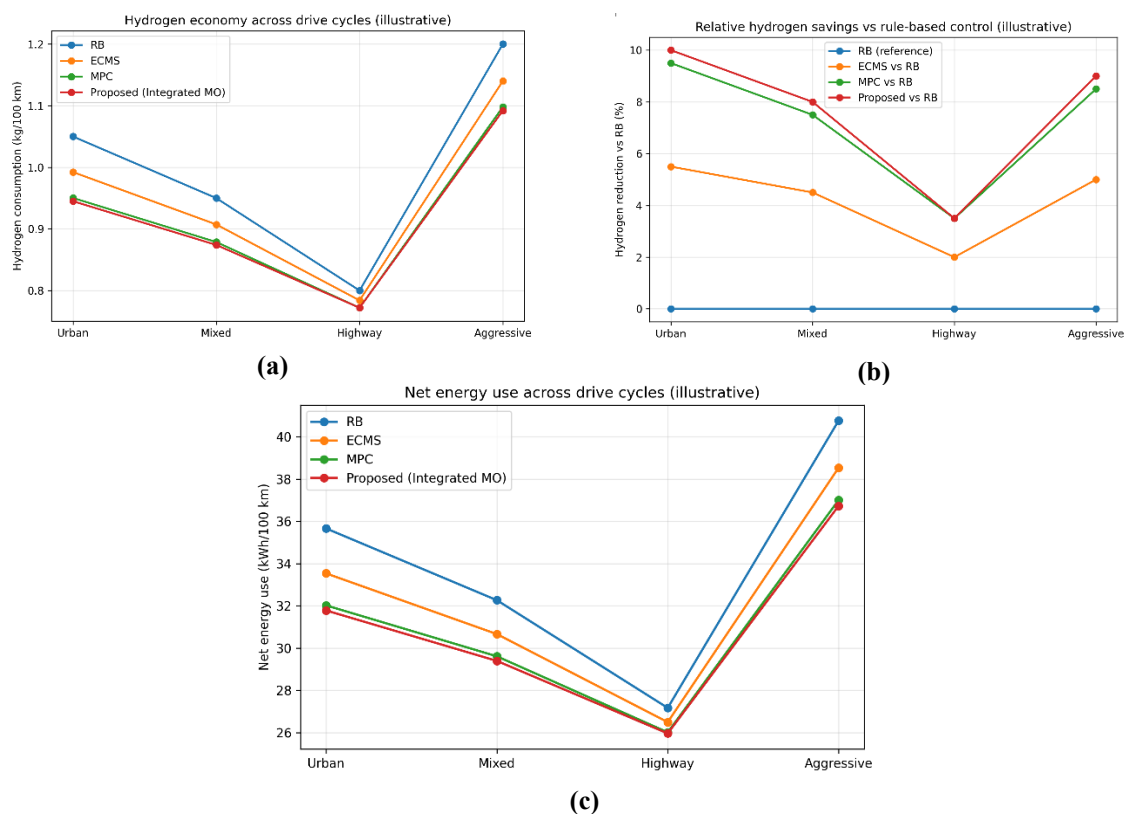 Hydrogen economy across drive cycles (illustrative)
Hydrogen consumption (kg/100 km)
1.2
1.1
1.0
0.9
0.8
RB
ECMS
MPC
Proposed (Integrated MO)
Urban Mixed Highway Aggressive
(a)
Relative hydrogen savings vs rule-based control (illustrative)
Hydrogen reduction vs RB (%)
10
8
6
4
2
0
RB (reference)
ECMS vs RB
MPC vs RB
Proposed vs RB
Urban Mixed Highway Aggressive
(b)
Net energy use across drive cycles (illustrative)
Net energy use (kWh/100 km)
40
38
36
34
32
30
28
26
RB
ECMS
MPC
Proposed (Integrated MO)
Urban Mixed Highway Aggressive
(c)